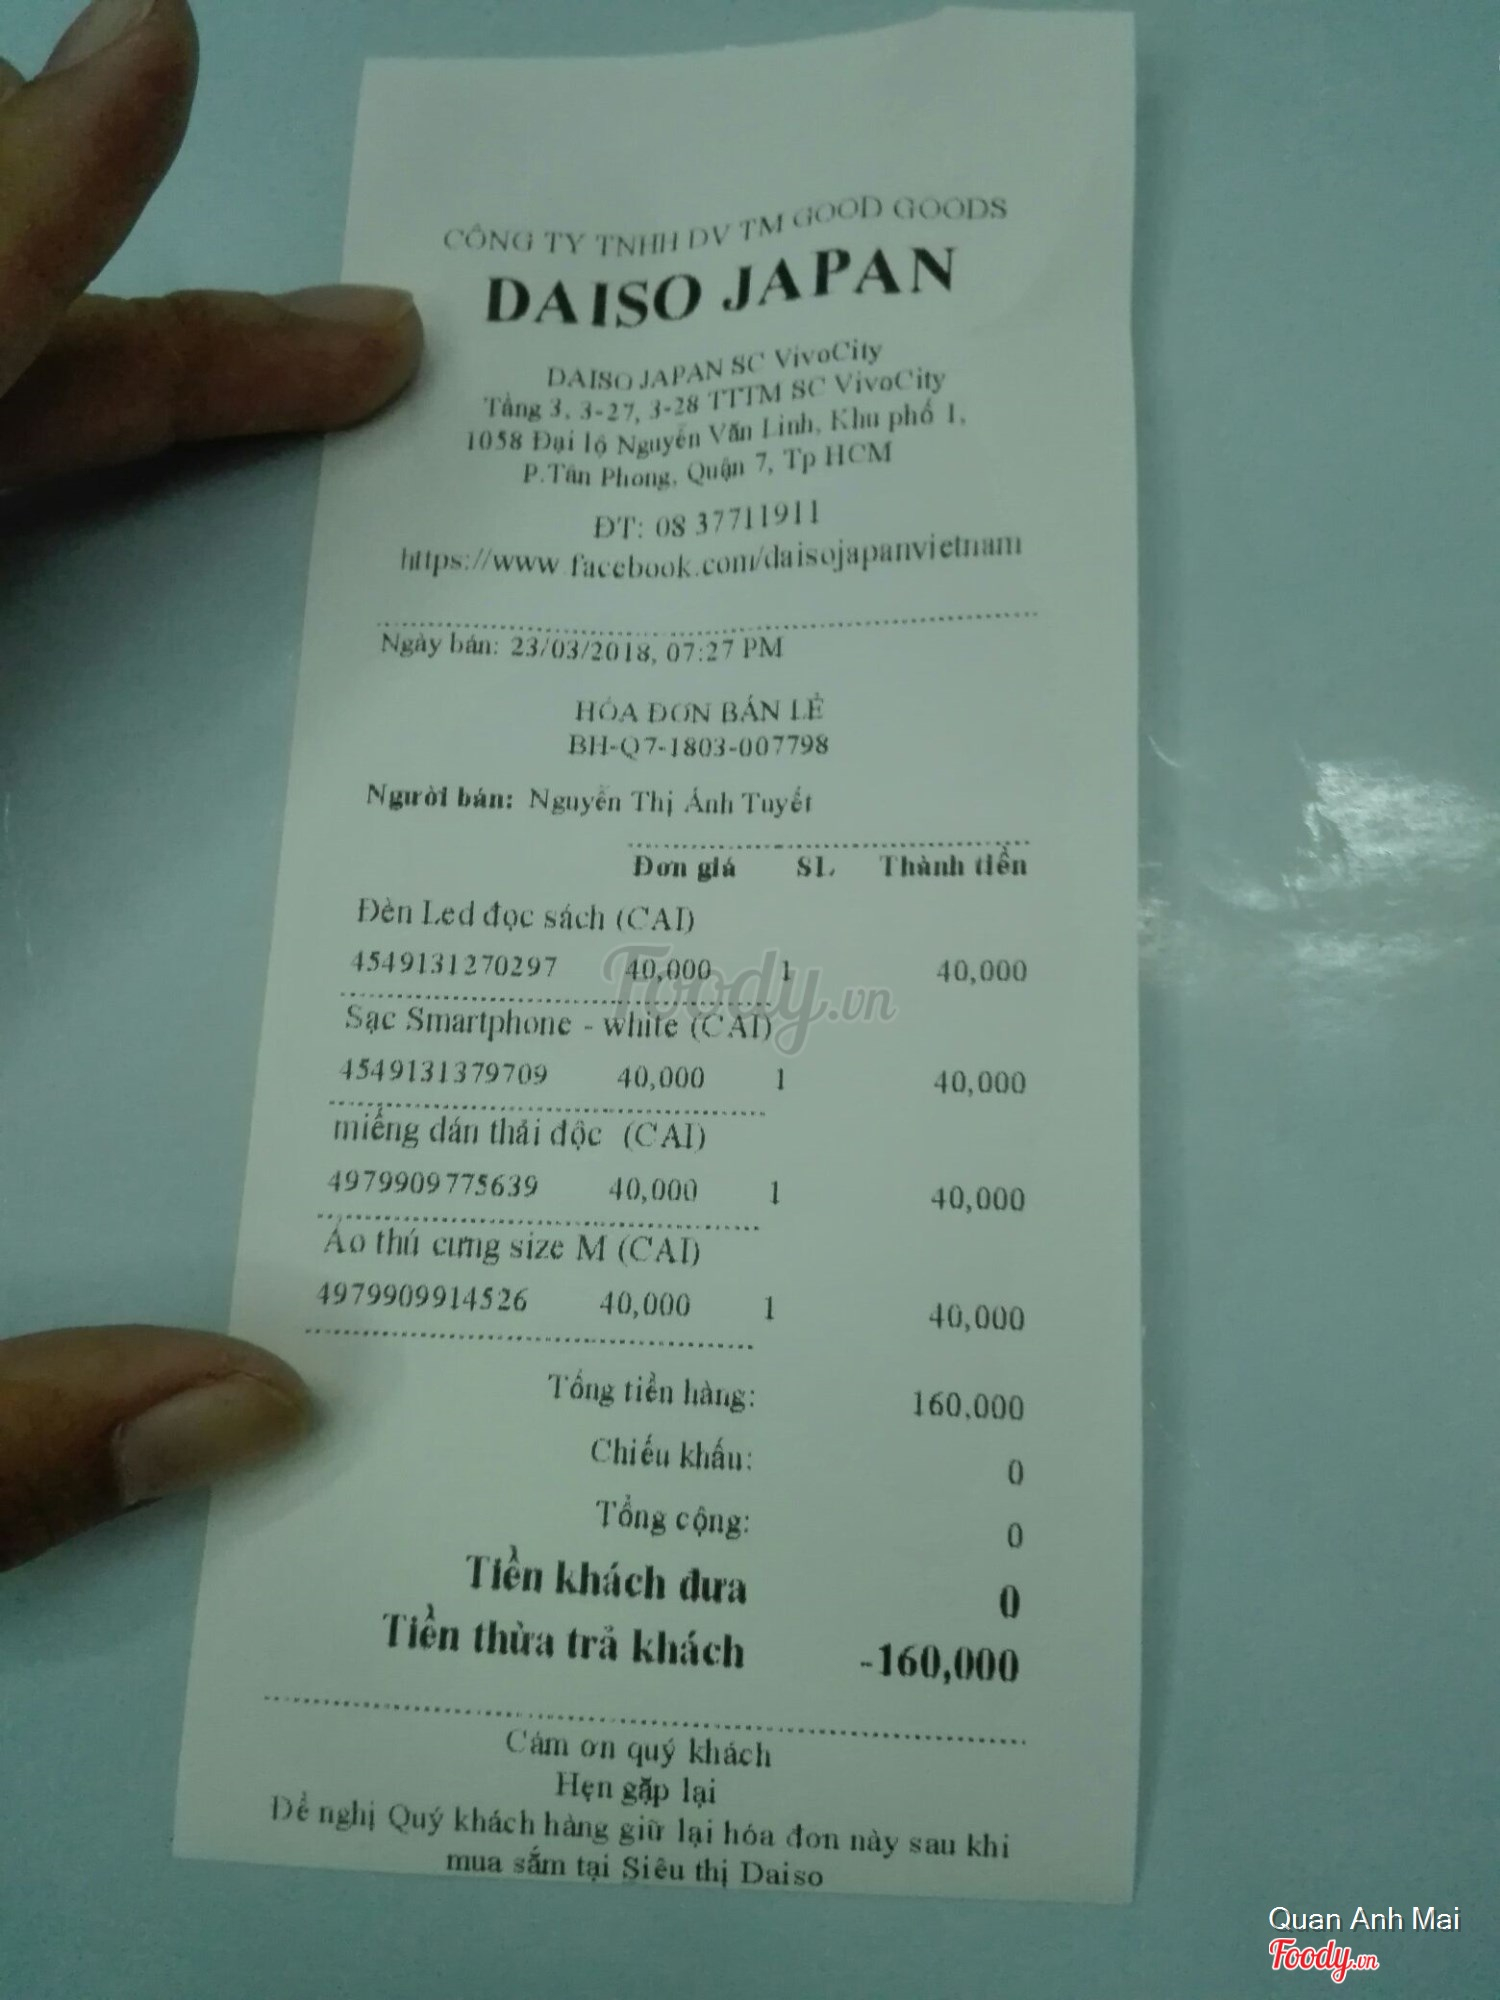 CÔNG TY TNHH DV TM GOOD GOODS
DAISO JAPAN
DAISO JAPAN SC VivoCity
Tầng 3, 3-27, 3-28 TTTM SC VivoCity
1058 Đại lộ Nguyễn Văn Linh, Khu phố 1,
P.Tân Phong, Quận 7, Tp HCM
ĐT: 08 37711911
https://www.facebook.com/daisojapanvietnam
Ngày bán: 23/03/2018, 07:27 PM
HÓA ĐƠN BÁN LẺ
BH-Q7-1803-007798
Người bán: Nguyễn Thị Ánh Tuyết
Đơn giá SL Thành tiền
Đèn Led đọc sách (CAI)
4549131270297 40,000 1 40,000
Foody.vn
Sạc Smartphone - white (CAI)
4549131379709 40,000 1 40,000
miếng dán thải độc (CAI)
4979909775639 40,000 1 40,000
Áo thú cưng size M (CAI)
4979909914526 40,000 1 40,000
Tổng tiền hàng: 160,000
Chiếu khấu: 0
Tổng cộng: 0
Tiền khách đưa 0
Tiền thừa trả khách -160,000
Cám ơn quý khách
Hẹn gặp lại
Đề nghị Quý khách hàng giữ lại hóa đơn này sau khi
mua sắm tại Siêu thị Daiso
Quan Anh Mai
Foody.vn